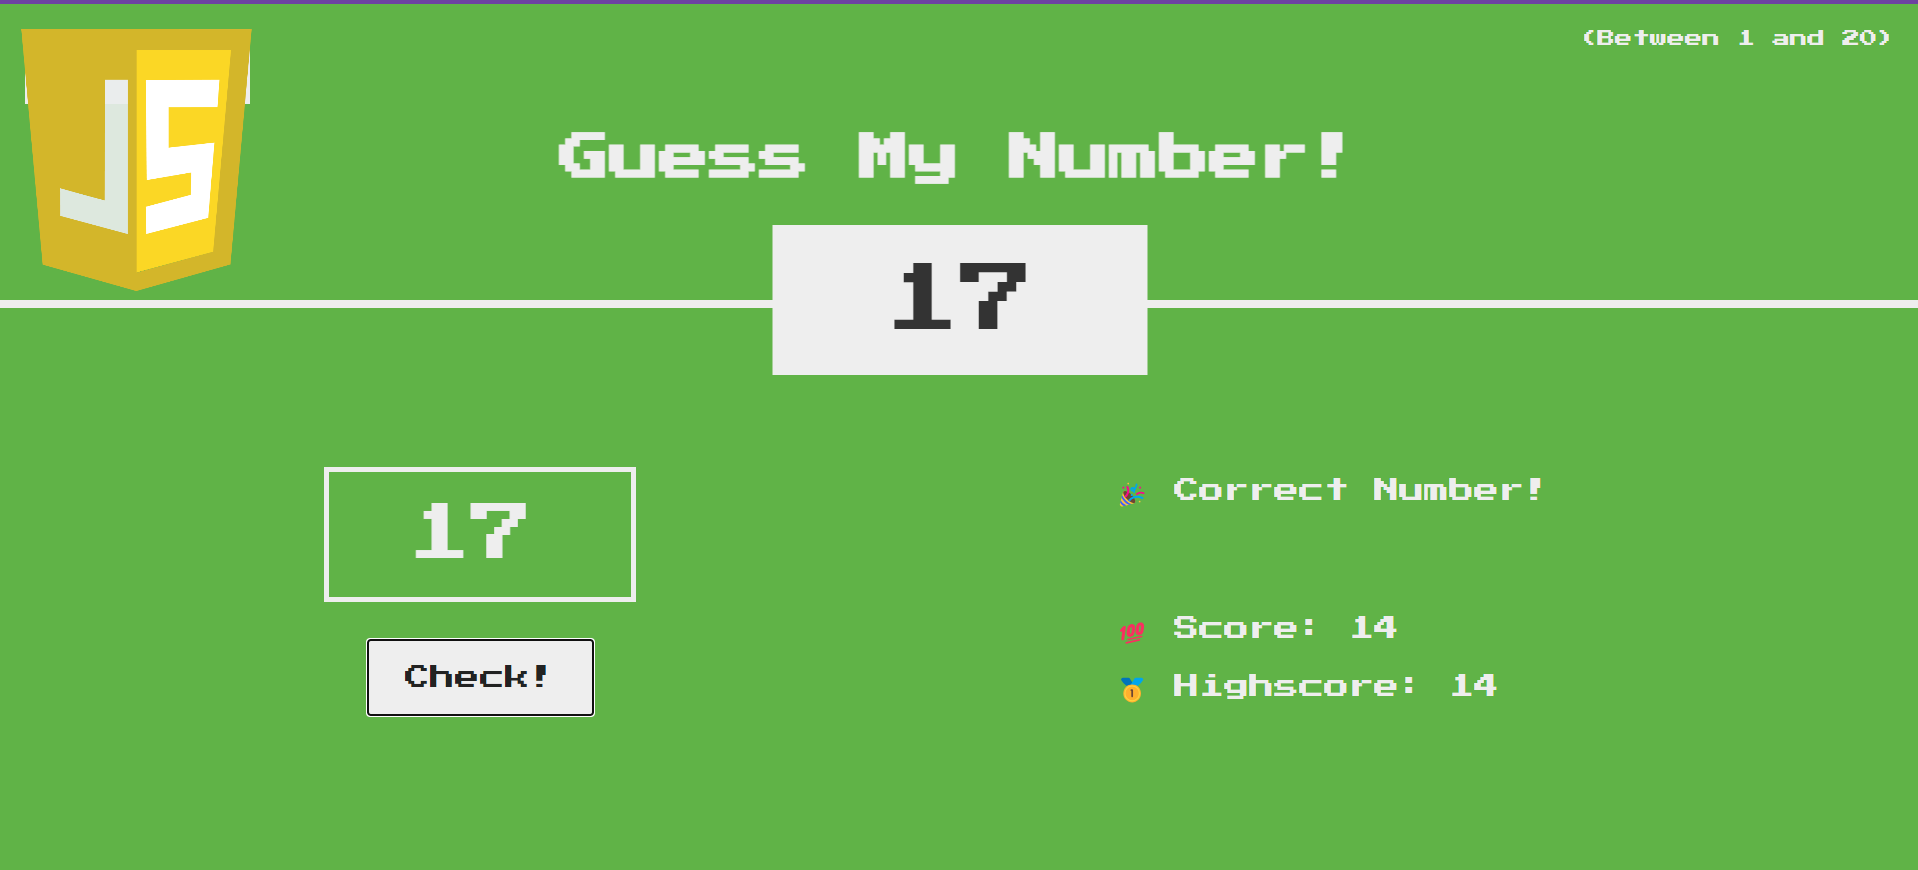 JS
(Between 1 and 20)
Guess My Number!
17
17
Check!
🎉 Correct Number!
💯 Score: 14
🥇 Highscore: 14